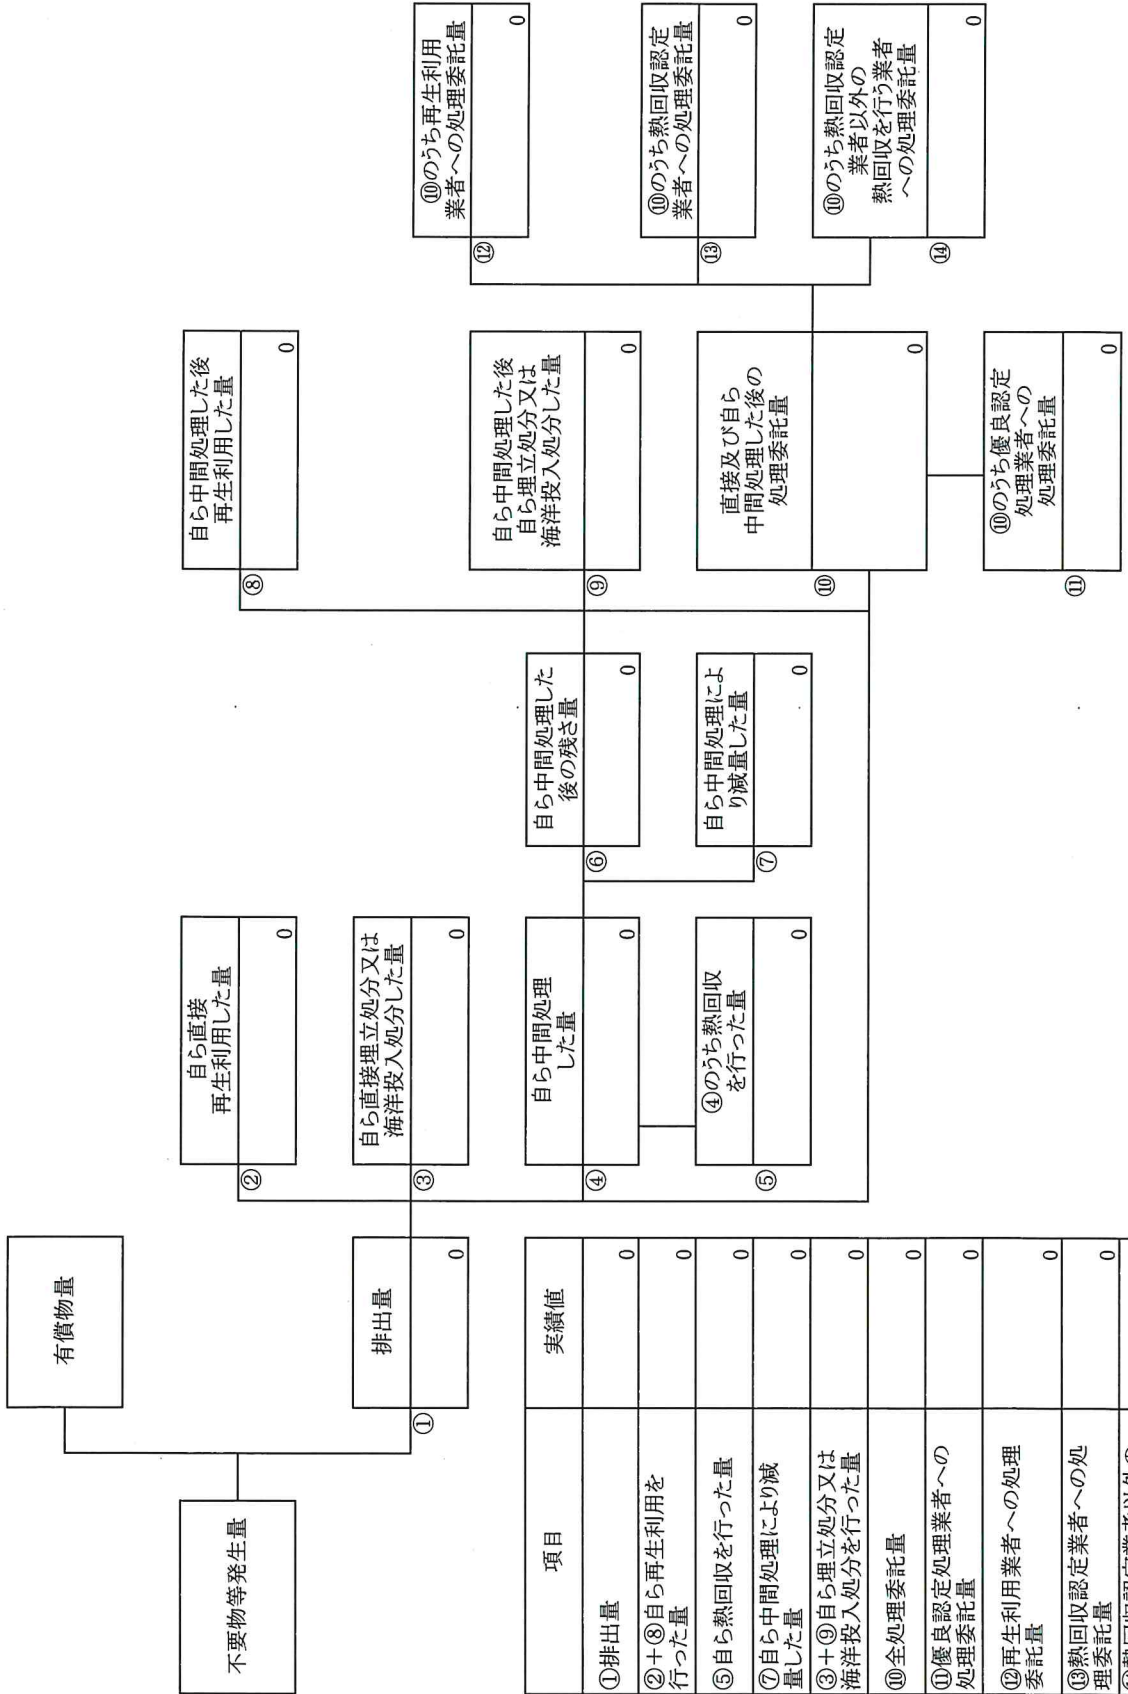 不要物等発生量
有償物量
①
排出量
0
②
自ら直接
再生利用した量
0
③
自ら直接埋立処分又は
海洋投入処分した量
0
④
自ら中間処理
した量
0
⑤
④のうち熱回収
を行った量
0
⑥
自ら中間処理した
後の残さ量
0
⑦
自ら中間処理によ
り減量した量
0
⑧
自ら中間処理した後
再生利用した量
0
⑨
自ら中間処理した後
自ら埋立処分又は
海洋投入処分した量
0
⑩
直接及び自ら
中間処理した後の
処理委託量
0
⑪
⑩のうち優良認定
処理業者への
処理委託量
0
⑫
⑩のうち再生利用
業者への処理委託量
0
⑬
⑩のうち熱回収認定
業者への処理委託量
0
⑭
⑩のうち熱回収認定
業者以外の
熱回収を行う業者
への処理委託量
0
項目
実績値
①排出量
0
②+⑧自ら再生利用を
行った量
0
⑤自ら熱回収を行った量
0
⑦自ら中間処理により減
量した量
0
③+⑨自ら埋立処分又は
海洋投入処分を行った量
0
⑩全処理委託量
0
⑪優良認定処理業者への
処理委託量
0
⑫再生利用業者への処理
委託量
0
⑬熱回収認定業者への処
理委託量
0